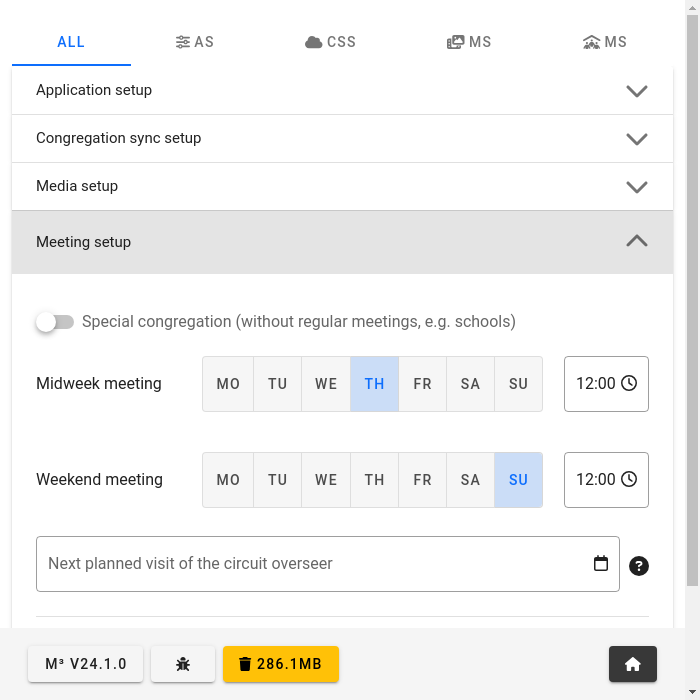 ALL AS CSS MS MS
Application setup
Congregation sync setup
Media setup
Meeting setup
Special congregation (without regular meetings, e.g. schools)
Midweek meeting MO TU WE TH FR SA SU 12:00
Weekend meeting MO TU WE TH FR SA SU 12:00
Next planned visit of the circuit overseer ?
M³ V24.1.0 286.1MB